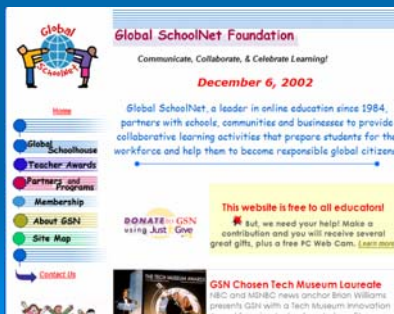 Global
SchoolNet
Home
Global
Schoolhouse
Teacher Awards
Partners and
Programs
Membership
About GSN
Site Map
Contact Us
Global SchoolNet Foundation
Communicate, Collaborate, & Celebrate Learning!
December 6, 2002
Global SchoolNet, a leader in online education since 1984,
partners with schools, communities and businesses to provide
collaborative learning activities that prepare students for the
workforce and help them to become responsible global citizens
DONATE to GSN
using Just Give
This website is free to all educators!
But, we need your help! Make a
contribution and you will receive several
great gifts, plus a free PC Web Cam. Learn more
THE TECH MUSEUM AWARDS
GSN Chosen Tech Museum Laureate
NBC and MSNBC news anchor Brian Williams
presents GSN with a Tech Museum Innovation